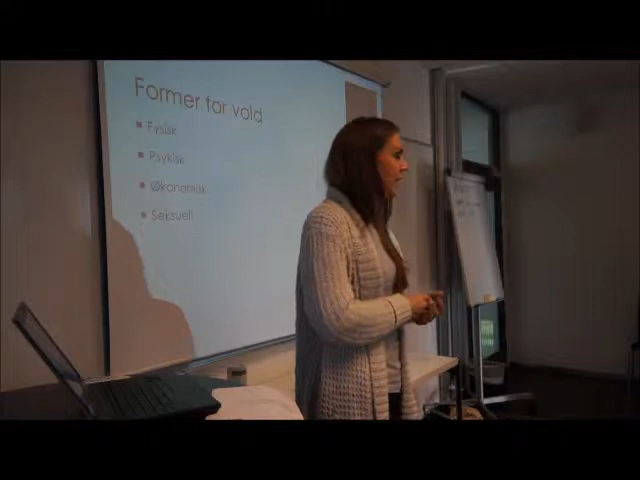 Former for vold
Fysisk
Psykisk
Økonomisk
Seksuell